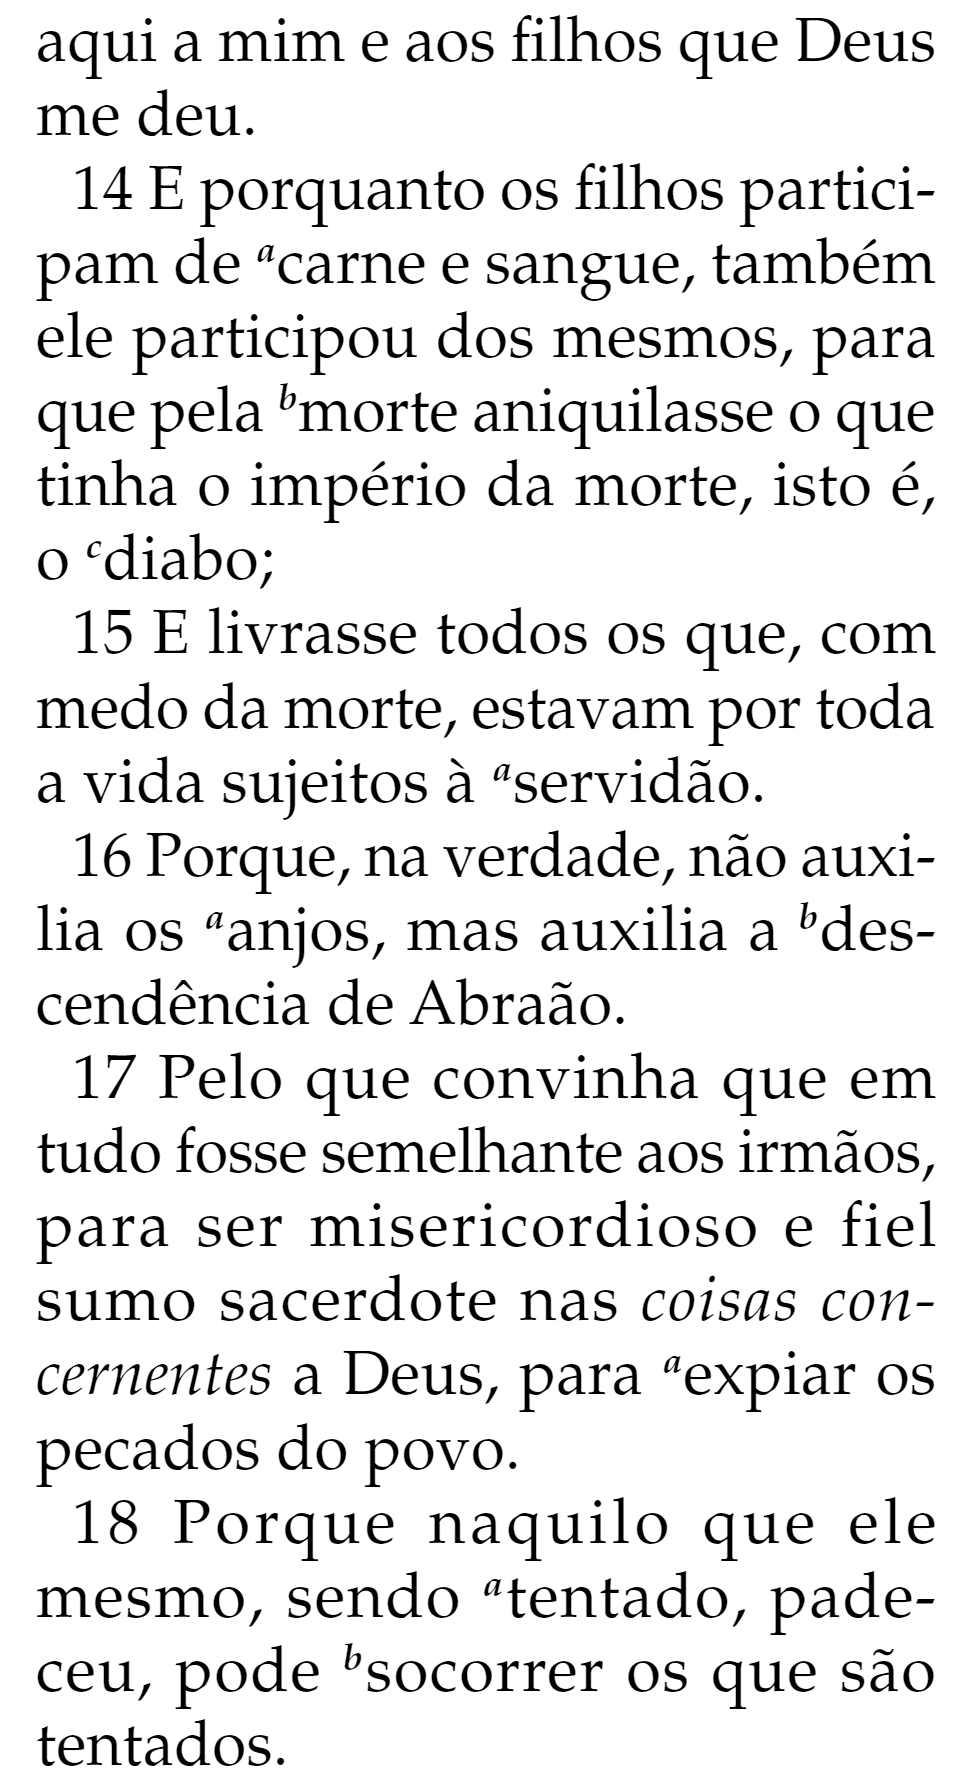 aqui a mim e aos filhos que Deus
me deu.
14 E porquanto os filhos partici-
pam de ᵃcarne e sangue, também
ele participou dos mesmos, para
que pela ᵇmorte aniquilasse o que
tinha o império da morte, isto é,
o ᶜdiabo;
15 E livrasse todos os que, com
medo da morte, estavam por toda
a vida sujeitos à ᵃservidão.
16 Porque, na verdade, não auxi-
lia os ᵃanjos, mas auxilia a ᵇdes-
cendência de Abraão.
17 Pelo que convinha que em
tudo fosse semelhante aos irmãos,
para ser misericordioso e fiel
sumo sacerdote nas coisas con-
cernentes a Deus, para ᵃexpiar os
pecados do povo.
18 Porque naquilo que ele
mesmo, sendo ᵃtentado, pade-
ceu, pode ᵇsocorrer os que são
tentados.